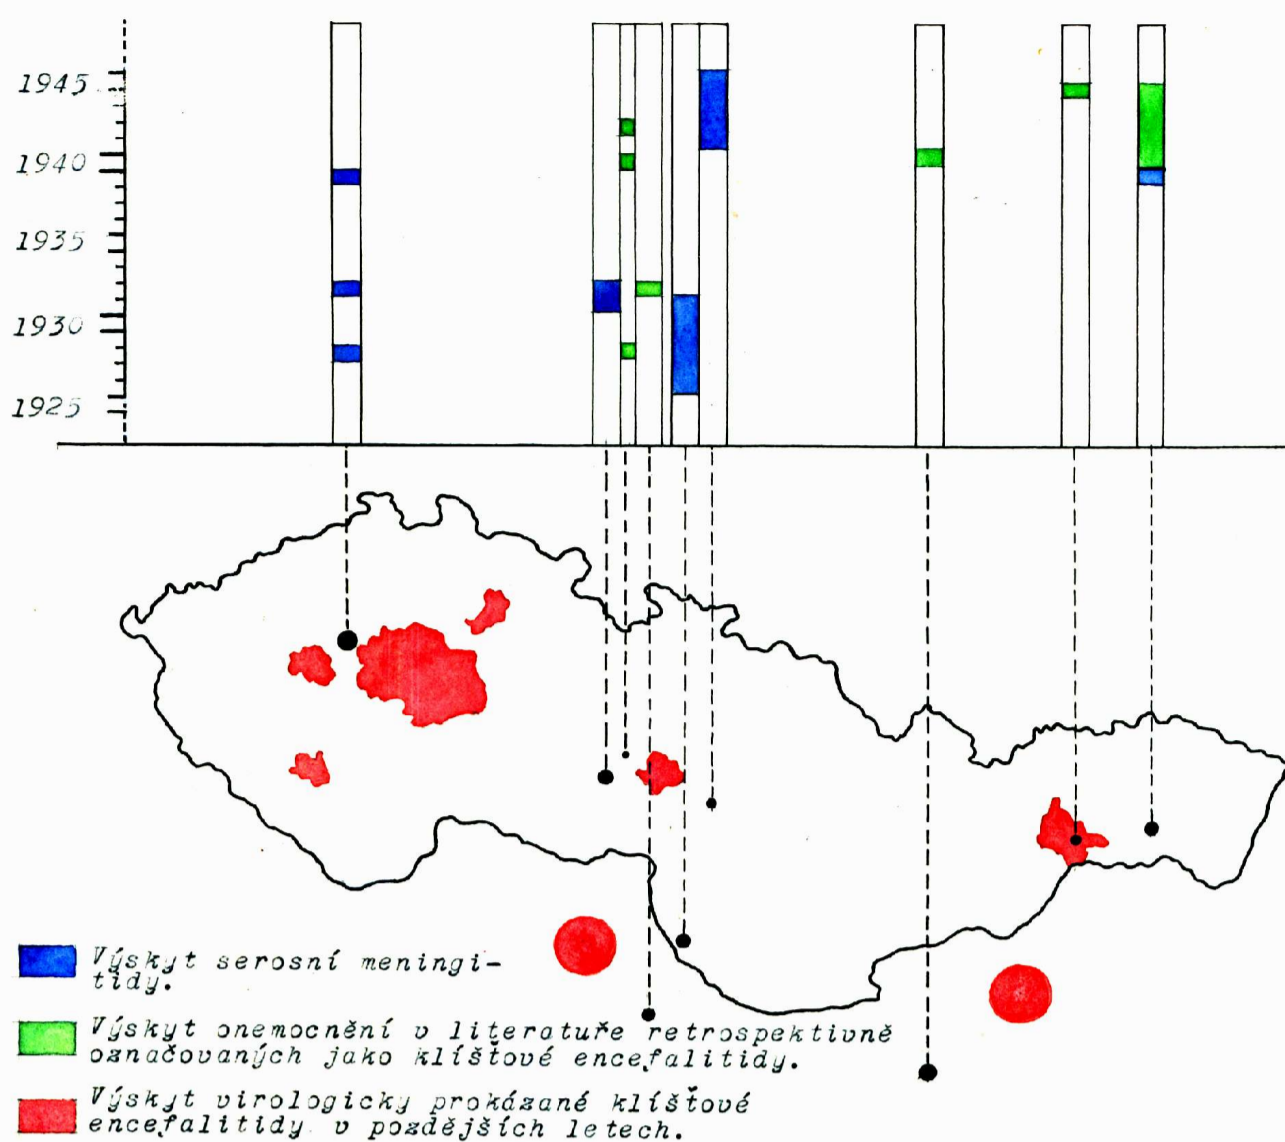 1945
1940
1935
1930
1925
Výskyt serosní meningi-
tidy.
Výskyt onemocnění v literatuře retrospektivně
označovaných jako klíšťové encefalitidy.
Výskyt virologicky prokázané klíšťové
encefalitidy v pozdějších letech.